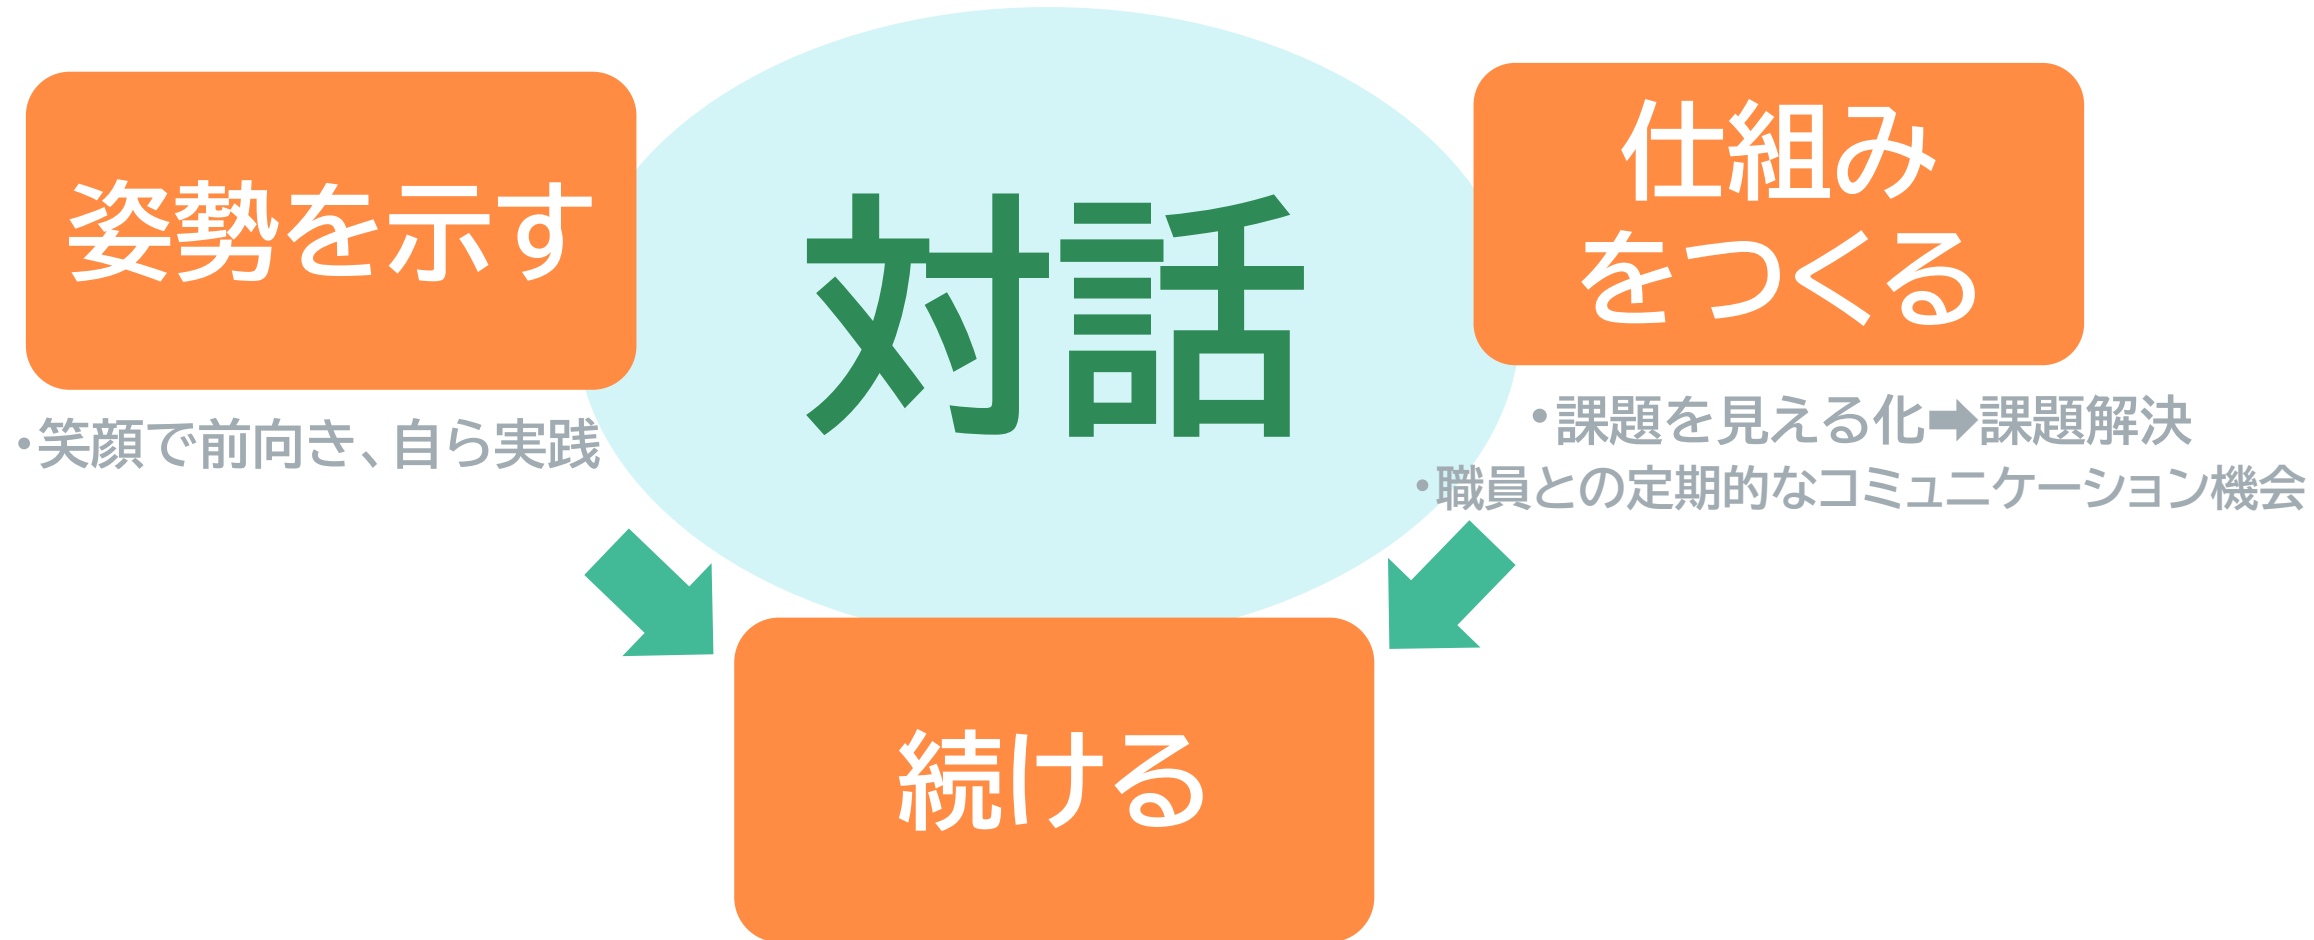 姿勢を示す
・笑顔で前向き、自ら実践
対話
仕組み
をつくる
・課題を見える化➡課題解決
・職員との定期的なコミュニケーション機会
続ける